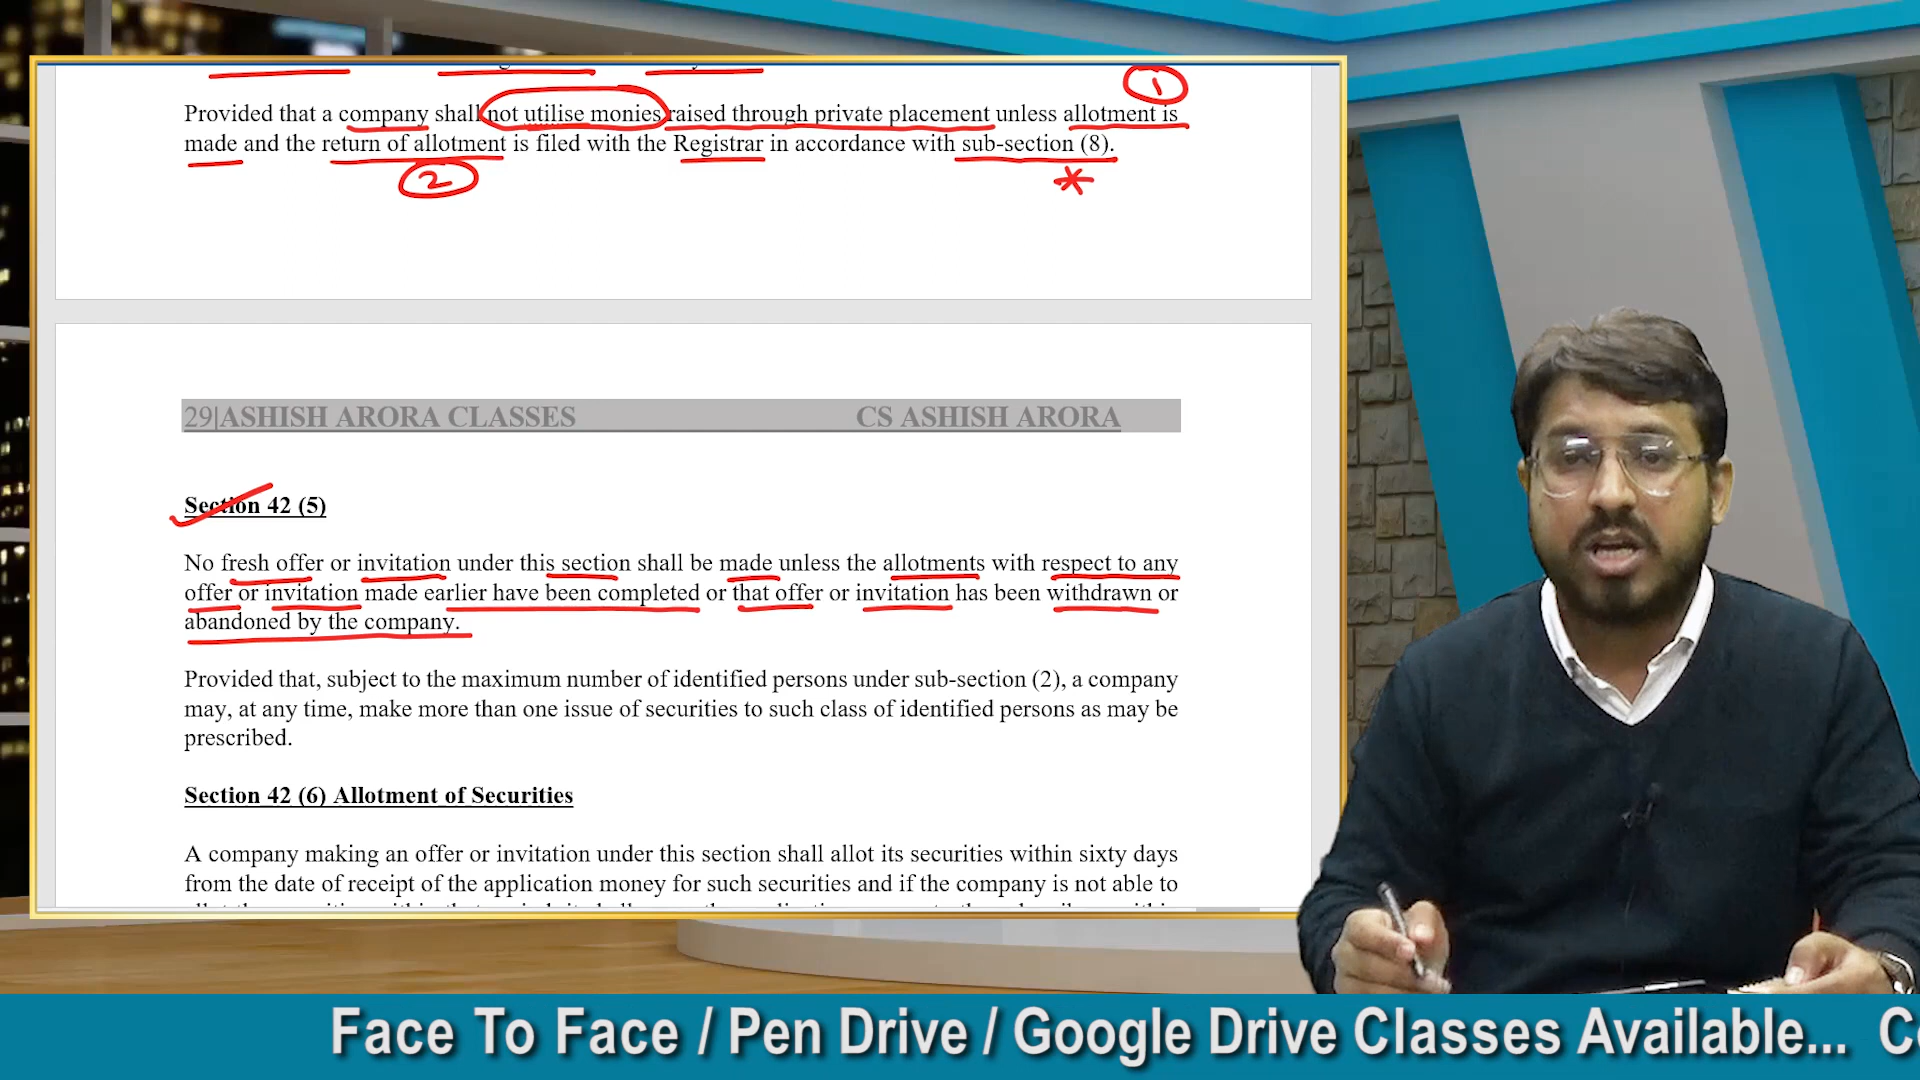 1
Provided that a company shall not utilise monies raised through private placement unless allotment is
made and the return of allotment is filed with the Registrar in accordance with sub-section (8).
2
*
29|ASHISH ARORA CLASSES CS ASHISH ARORA
Section 42 (5)
No fresh offer or invitation under this section shall be made unless the allotments with respect to any
offer or invitation made earlier have been completed or that offer or invitation has been withdrawn or
abandoned by the company.
Provided that, subject to the maximum number of identified persons under sub-section (2), a company
may, at any time, make more than one issue of securities to such class of identified persons as may be
prescribed.
Section 42 (6) Allotment of Securities
A company making an offer or invitation under this section shall allot its securities within sixty days
from the date of receipt of the application money for such securities and if the company is not able to
Face To Face / Pen Drive / Google Drive Classes Available...